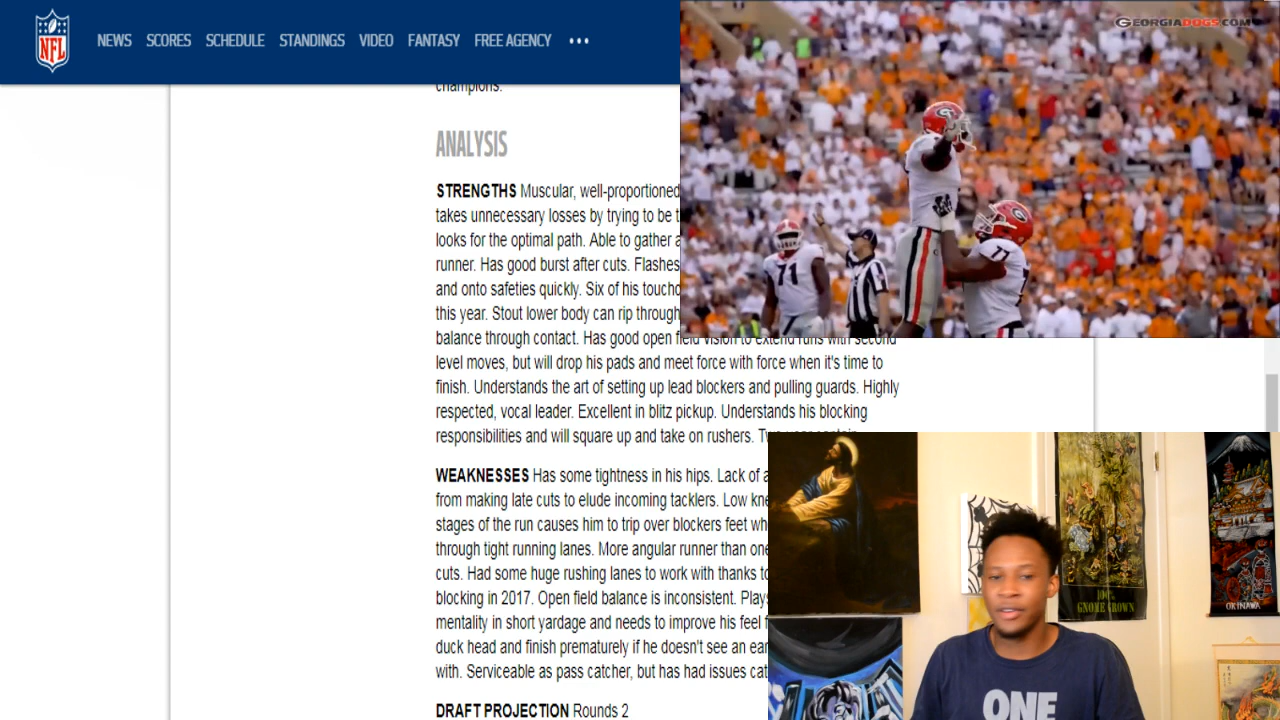 NFL
NEWS SCORES SCHEDULE STANDINGS VIDEO FANTASY FREE AGENCY •••
GEORGIADOGS.COM
champions.
ANALYSIS
STRENGTHS Muscular, well-proportioned
takes unnecessary losses by trying to be
looks for the optimal path. Able to gather
runner. Has good burst after cuts. Flashes
and onto safeties quickly. Six of his
this year. Stout lower body can rip through
balance through contact. Has good open field vision to extend runs with second
level moves, but will drop his pads and meet force with force when it's time to
finish. Understands the art of setting up lead blockers and pulling guards. Highly
respected, vocal leader. Excellent in blitz pickup. Understands his blocking
responsibilities and will square up and take on rushers.
WEAKNESSES Has some tightness in his hips. Lack of
from making late cuts to elude incoming tacklers. Low
stages of the run causes him to trip over blockers feet
through tight running lanes. More angular runner than
cuts. Had some huge rushing lanes to work with thanks
blocking in 2017. Open field balance is inconsistent.
mentality in short yardage and needs to improve his feel
duck head and finish prematurely if he doesn't see an
with. Serviceable as pass catcher, but has had issues
DRAFT PROJECTION Rounds 2
71
77
100%
GNOME GROWN
OKINAWA
ONE